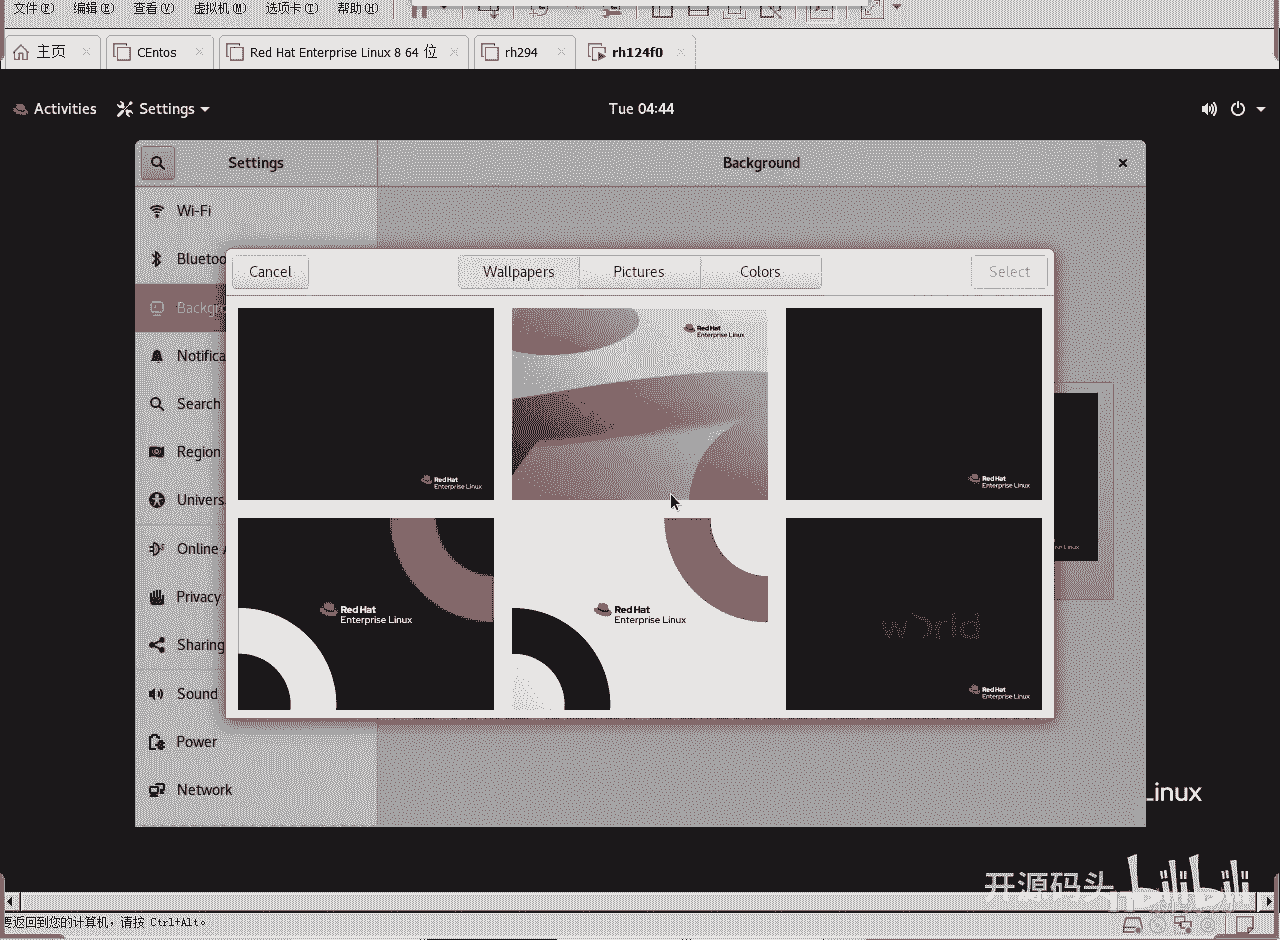 文件(F) 编辑(E) 查看(V) 虚拟机(M) 选项卡(T) 帮助(H)
主页 CEntos Red Hat Enterprise Linux 8 64 位 rh294 rh124f0
Activities Settings Tue 04:44
Settings Background
Wi-Fi
Cancel Wallpapers Pictures Colors Select
Bluetoo
Backgro
Notifica
Search
Region
Univers
Online A
Privacy
Sharing
Sound
Power
Network
Red Hat
Enterprise Linux
Red Hat
Enterprise Linux
Red Hat
Enterprise Linux
Red Hat
Enterprise Linux
Red Hat
Enterprise Linux
world
Red Hat
Enterprise Linux
Linux
开源码头 bilibili
要返回到您的计算机，请按 Ctrl+Alt。